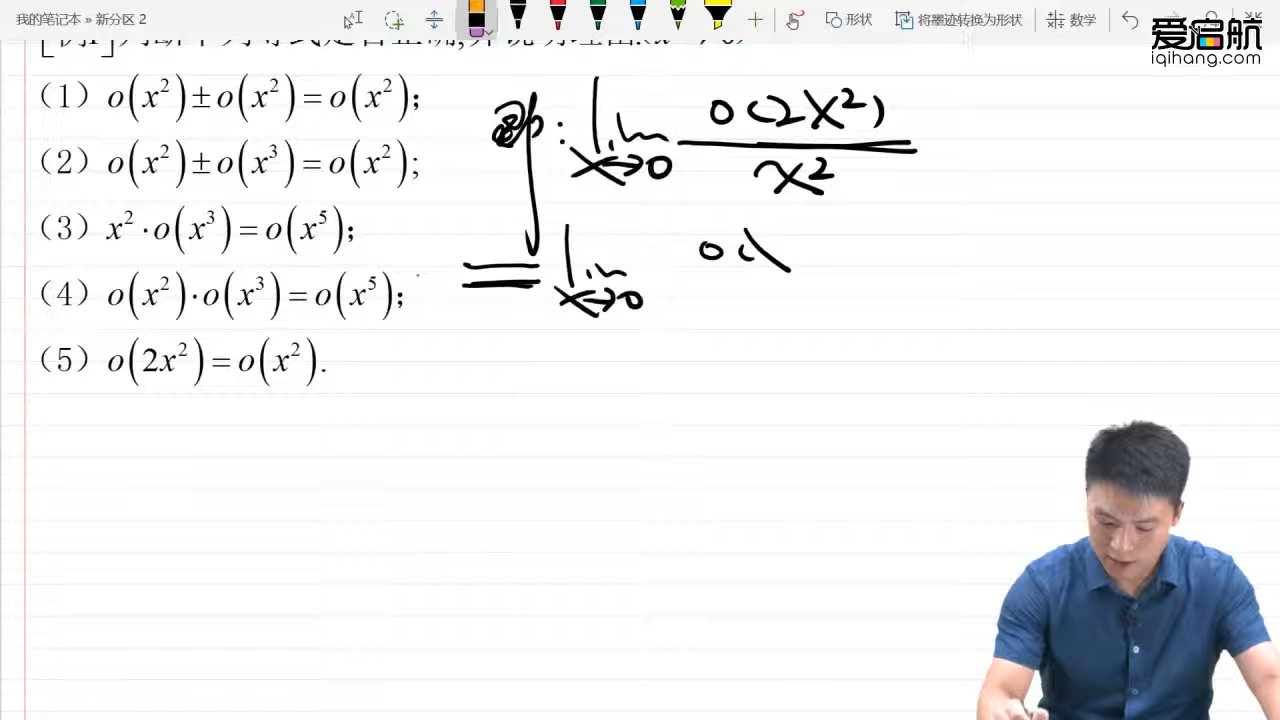 我的笔记本 » 新分区 2
形状
将墨迹转换为形状
数学
爱启航
iqihang.com
(1) o(x²)±o(x²)=o(x²);
(2) o(x²)±o(x³)=o(x²);
(3) x²·o(x³)=o(x⁵);
(4) o(x²)·o(x³)=o(x⁵);
(5) o(2x²)=o(x²).
: lim x→0 o(2x²) / x²
= lim x→0 o(